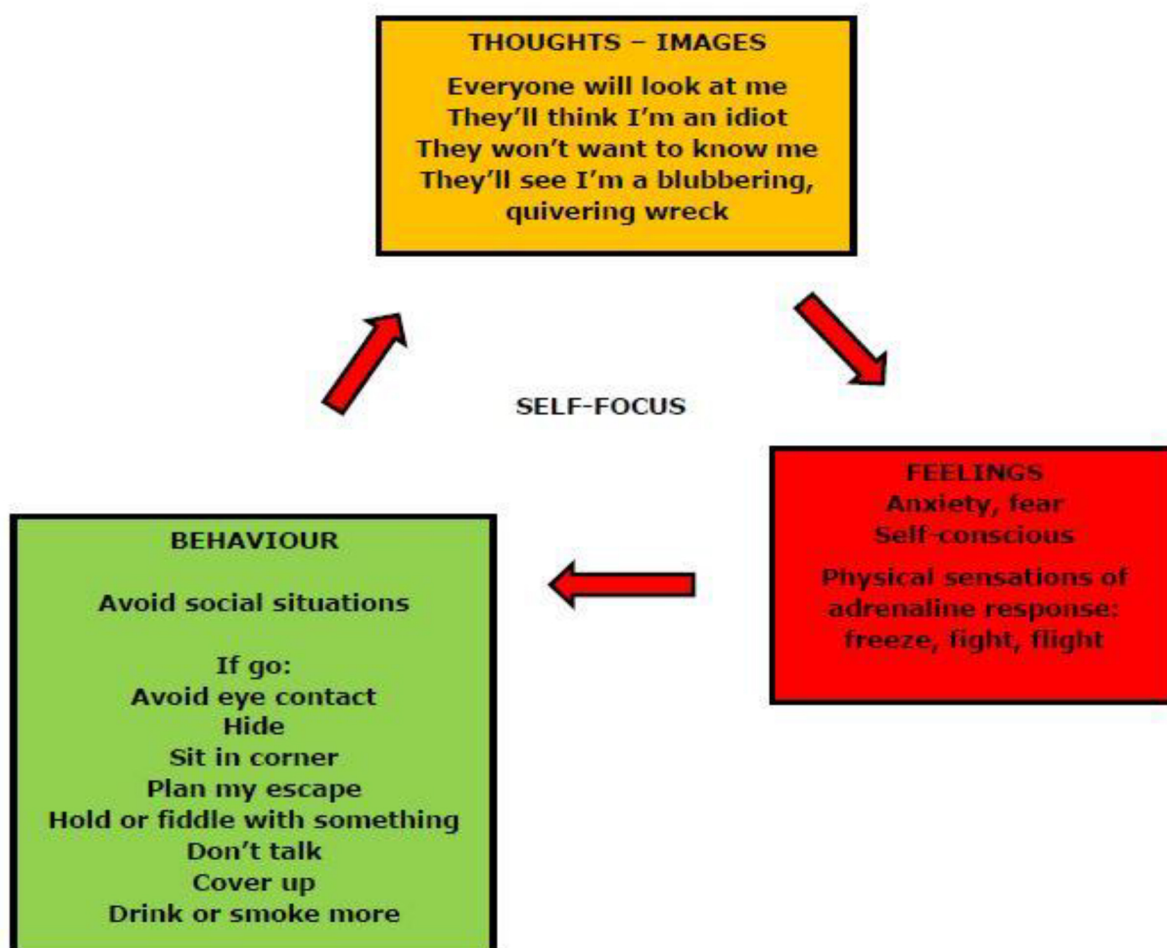 THOUGHTS – IMAGES
Everyone will look at me
They’ll think I’m an idiot
They won’t want to know me
They’ll see I’m a blubbering,
quivering wreck
SELF-FOCUS
FEELINGS
Anxiety, fear
Self-conscious
Physical sensations of
adrenaline response:
freeze, fight, flight
BEHAVIOUR
Avoid social situations
If go:
Avoid eye contact
Hide
Sit in corner
Plan my escape
Hold or fiddle with something
Don’t talk
Cover up
Drink or smoke more